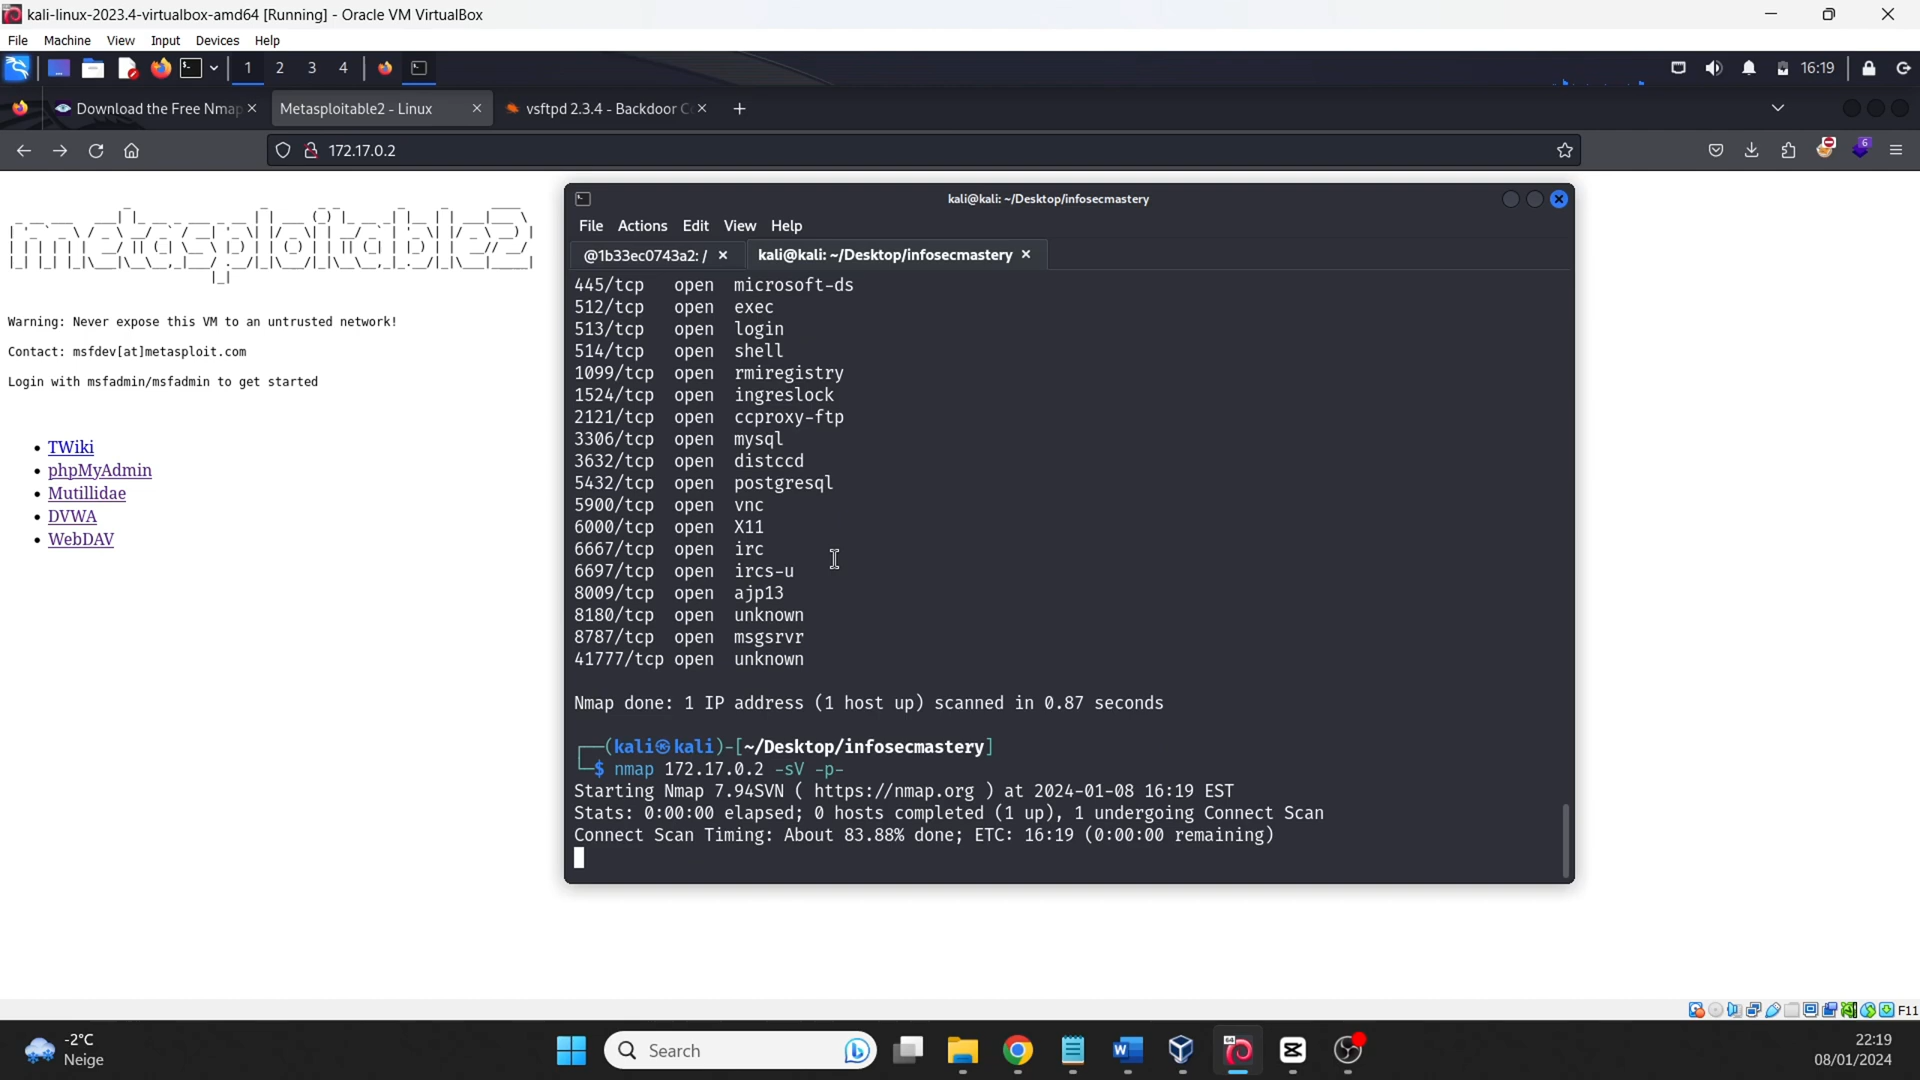 kali-linux-2023.4-virtualbox-amd64 [Running] - Oracle VM VirtualBox
File Machine View Input Devices Help
1 2 3 4 16:19
Download the Free Nmap Metasploitable2 - Linux vsftpd 2.3.4 - Backdoor C
172.17.0.2 6
metasploitable2
Warning: Never expose this VM to an untrusted network!
Contact: msfdev[at]metasploit.com
Login with msfadmin/msfadmin to get started
TWiki
phpMyAdmin
Mutillidae
DVWA
WebDAV
kali@kali: ~/Desktop/infosecmastery
File Actions Edit View Help
@1b33ec0743a2: / kali@kali: ~/Desktop/infosecmastery
445/tcp open microsoft-ds
512/tcp open exec
513/tcp open login
514/tcp open shell
1099/tcp open rmiregistry
1524/tcp open ingreslock
2121/tcp open ccproxy-ftp
3306/tcp open mysql
3632/tcp open distccd
5432/tcp open postgresql
5900/tcp open vnc
6000/tcp open X11
6667/tcp open irc
6697/tcp open ircs-u
8009/tcp open ajp13
8180/tcp open unknown
8787/tcp open msgsrvr
41777/tcp open unknown
Nmap done: 1 IP address (1 host up) scanned in 0.87 seconds
┌──(kali㉿kali)-[~/Desktop/infosecmastery]
└─$ nmap 172.17.0.2 -sV -p-
Starting Nmap 7.94SVN ( https://nmap.org ) at 2024-01-08 16:19 EST
Stats: 0:00:00 elapsed; 0 hosts completed (1 up), 1 undergoing Connect Scan
Connect Scan Timing: About 83.88% done; ETC: 16:19 (0:00:00 remaining)
F11
-2°C
Neige
Search
22:19
08/01/2024